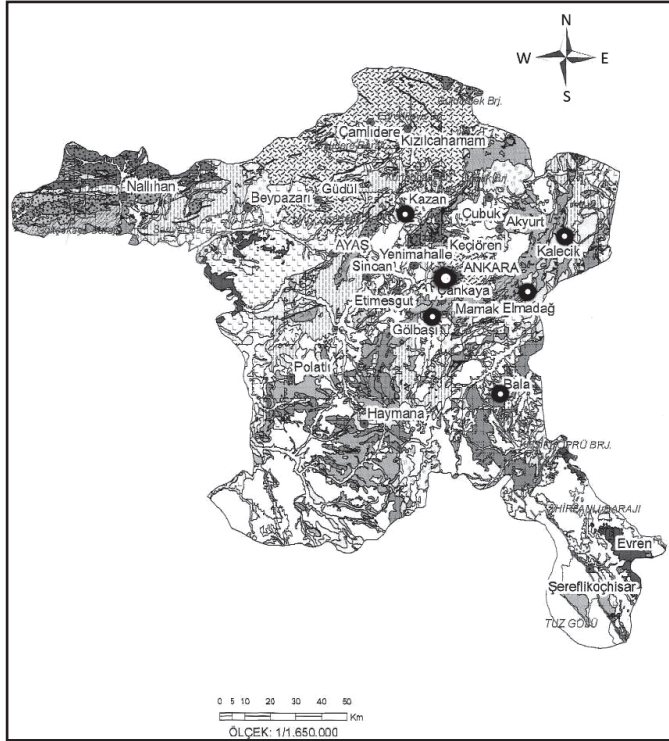 N
W E
S
Çamlıdere
Kızılcahamam
Nallıhan
Güdül
Beypazarı
Kazan
Çubuk
Akyurt
AYAŞ
Yenimahalle
Keçiören
Kalecik
Sincan
ANKARA
Çankaya
Etimesgut
Mamak
Elmadağ
Gölbaşı
Polatlı
Bala
Haymana
Evren
Şereflikoçhisar
TUZ GÖLÜ
0 5 10 20 30 40 50
Km
ÖLÇEK: 1/1.650.000